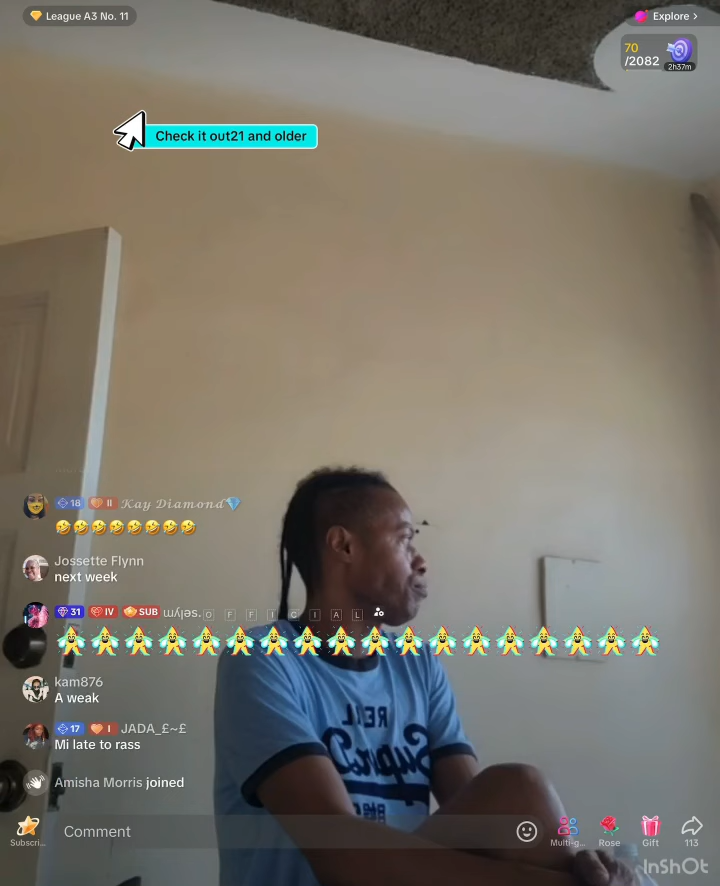 League A3 No. 11
Explore >
70
/2082
2h37m
Check it out21 and older
18 II Kay Diamond💎
🤣🤣🤣🤣🤣🤣🤣🤣
Jossette Flynn
next week
31 IV SUB ɯʎןǝs. O F F I C I A L
kam876
A weak
17 I JADA_£~£
Mi late to rass
Amisha Morris joined
REAL
SuperD
Subscri...
Comment
Multi-g...
Rose
Gift
113
InShOt